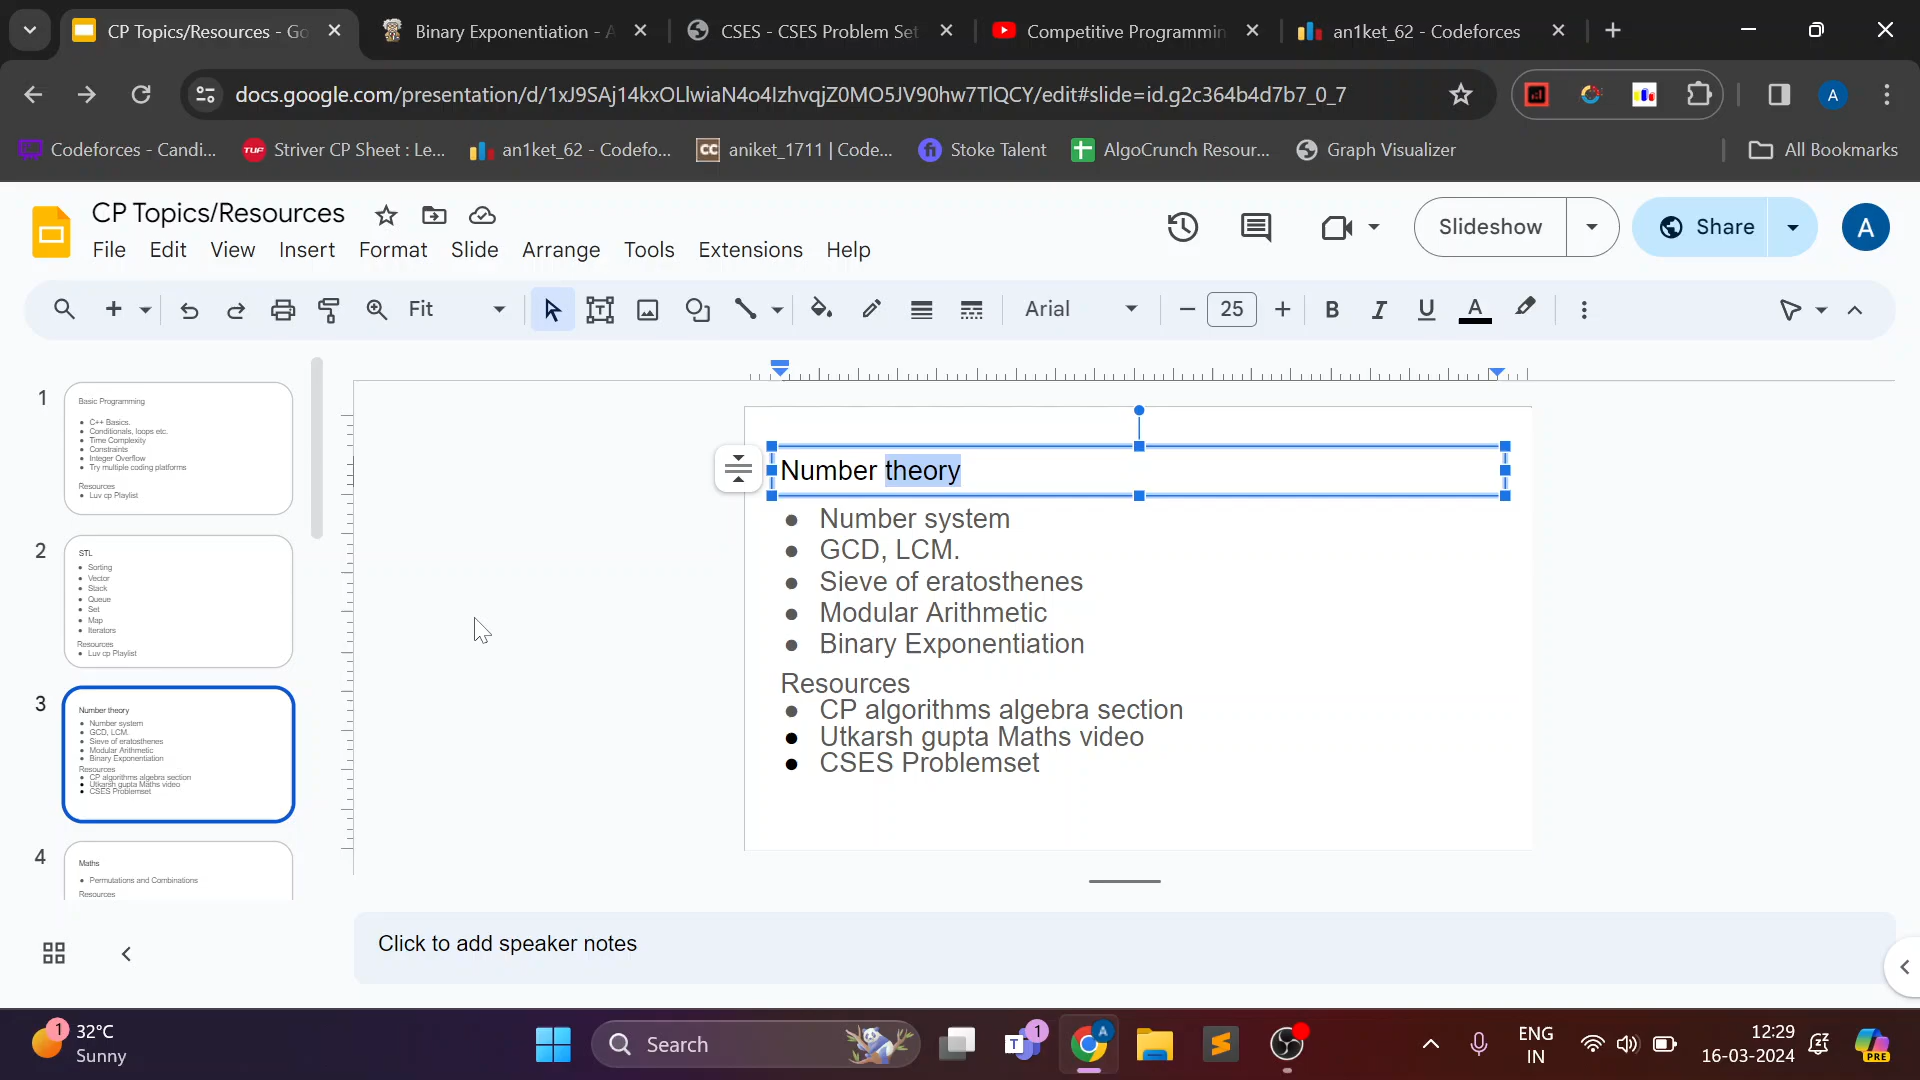 CP Topics/Resources - Go
Binary Exponentiation - A
CSES - CSES Problem Set
Competitive Programmin
an1ket_62 - Codeforces
docs.google.com/presentation/d/1xJ9SAj14kxOLlwiaN4o4IzhvqjZ0MO5JV90hw7TlQCY/edit#slide=id.g2c364b4d7b7_0_7
A
Codeforces - Candi...
TUF
Striver CP Sheet : Le...
an1ket_62 - Codefo...
CC
aniket_1711 | Code...
Stoke Talent
AlgoCrunch Resour...
Graph Visualizer
All Bookmarks
CP Topics/Resources
File Edit View Insert Format Slide Arrange Tools Extensions Help
Slideshow
Share
A
Fit
Arial
25
B I U A
1
Basic Programming
C++ Basics.
Conditionals, loops etc.
Time Complexity
Constraints
Integer Overflow
Try multiple coding platforms
Resources
Luv cp Playlist
2
STL
Sorting
Vector
Stack
Queue
Set
Map
Iterators
Resources
Luv cp Playlist
3
Number theory
Number system
GCD, LCM.
Sieve of eratosthenes
Modular Arithmetic
Binary Exponentiation
Resources
CP algorithms algebra section
Utkarsh gupta Maths video
CSES Problemset
4
Maths
Permutations and Combinations
Resources
Number theory
● Number system
● GCD, LCM.
● Sieve of eratosthenes
● Modular Arithmetic
● Binary Exponentiation
Resources
● CP algorithms algebra section
● Utkarsh gupta Maths video
● CSES Problemset
Click to add speaker notes
1
32°C
Sunny
Search
1
T
A
ENG
IN
12:29
16-03-2024
PRE